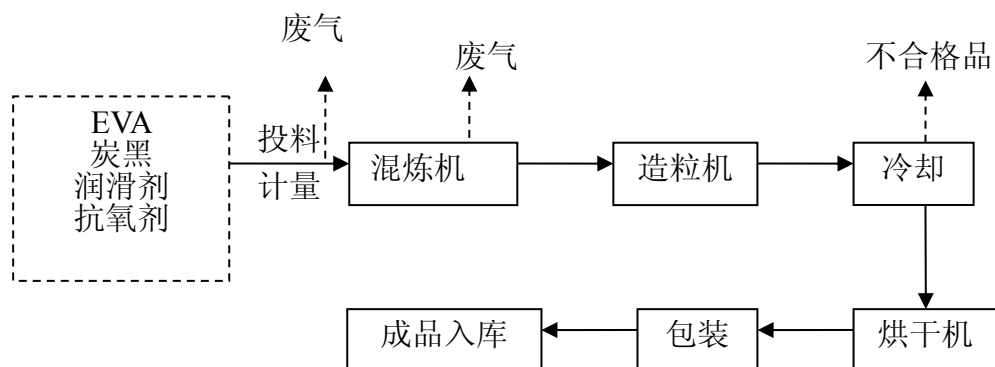 废气
废气
不合格品
EVA
炭黑
润滑剂
抗氧剂
投料
计量
混炼机
造粒机
冷却
成品入库
包装
烘干机